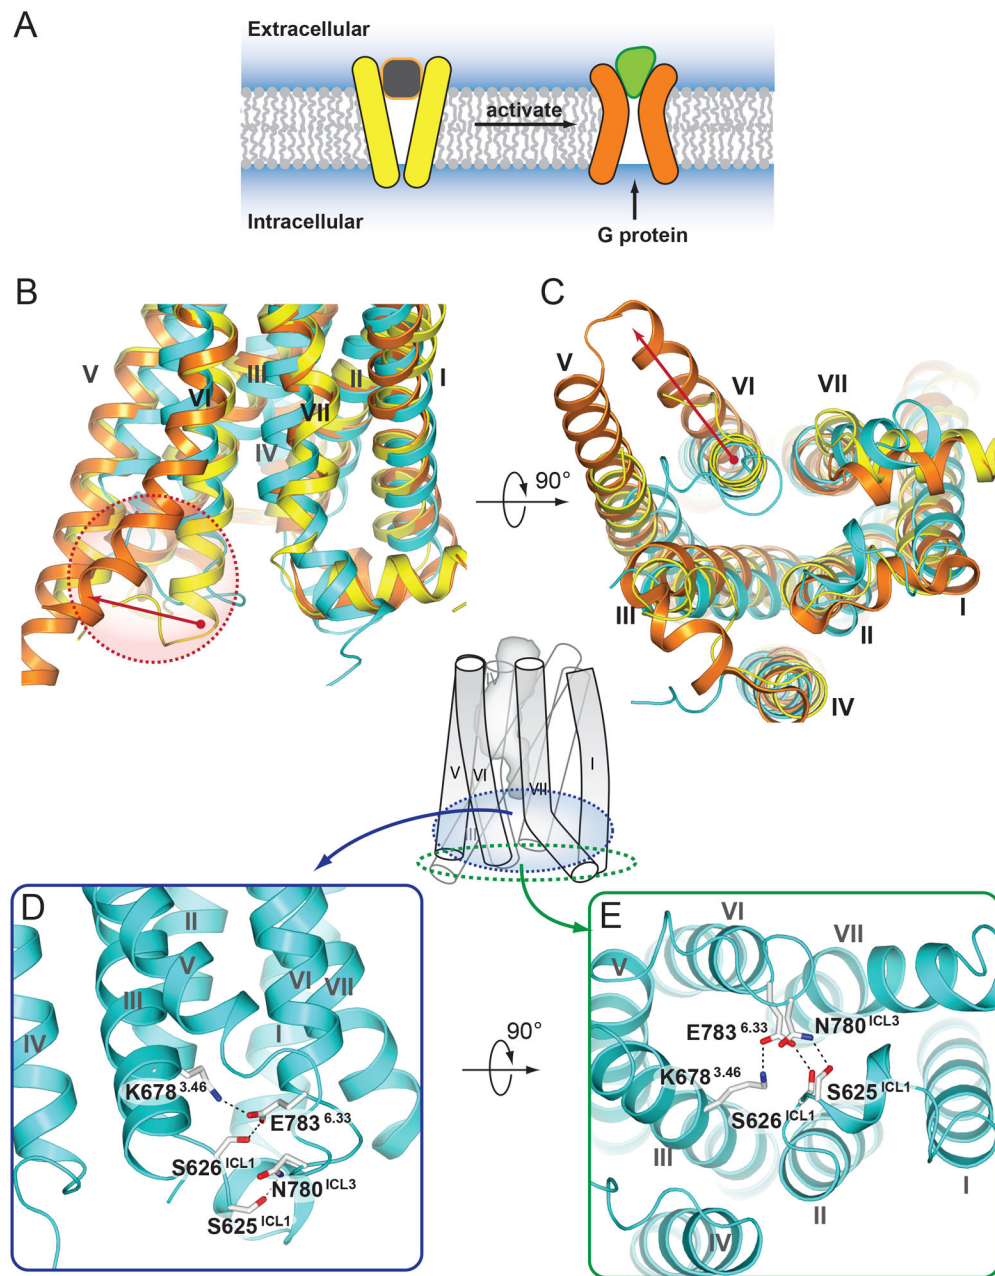 A
Extracellular
activate
Intracellular
G protein
B
V
VI
III
II
I
VII
IV
90°
C
V
VI
VII
III
II
I
IV
V
VI
VII
I
III
D
II
V
III
VI
VII
I
IV
K678 3.46
E783 6.33
S626 ICL1
N780 ICL3
S625 ICL1
90°
E
VI
VII
V
E783 6.33
N780 ICL3
K678 3.46
S625 ICL1
S626 ICL1
III
I
II
IV